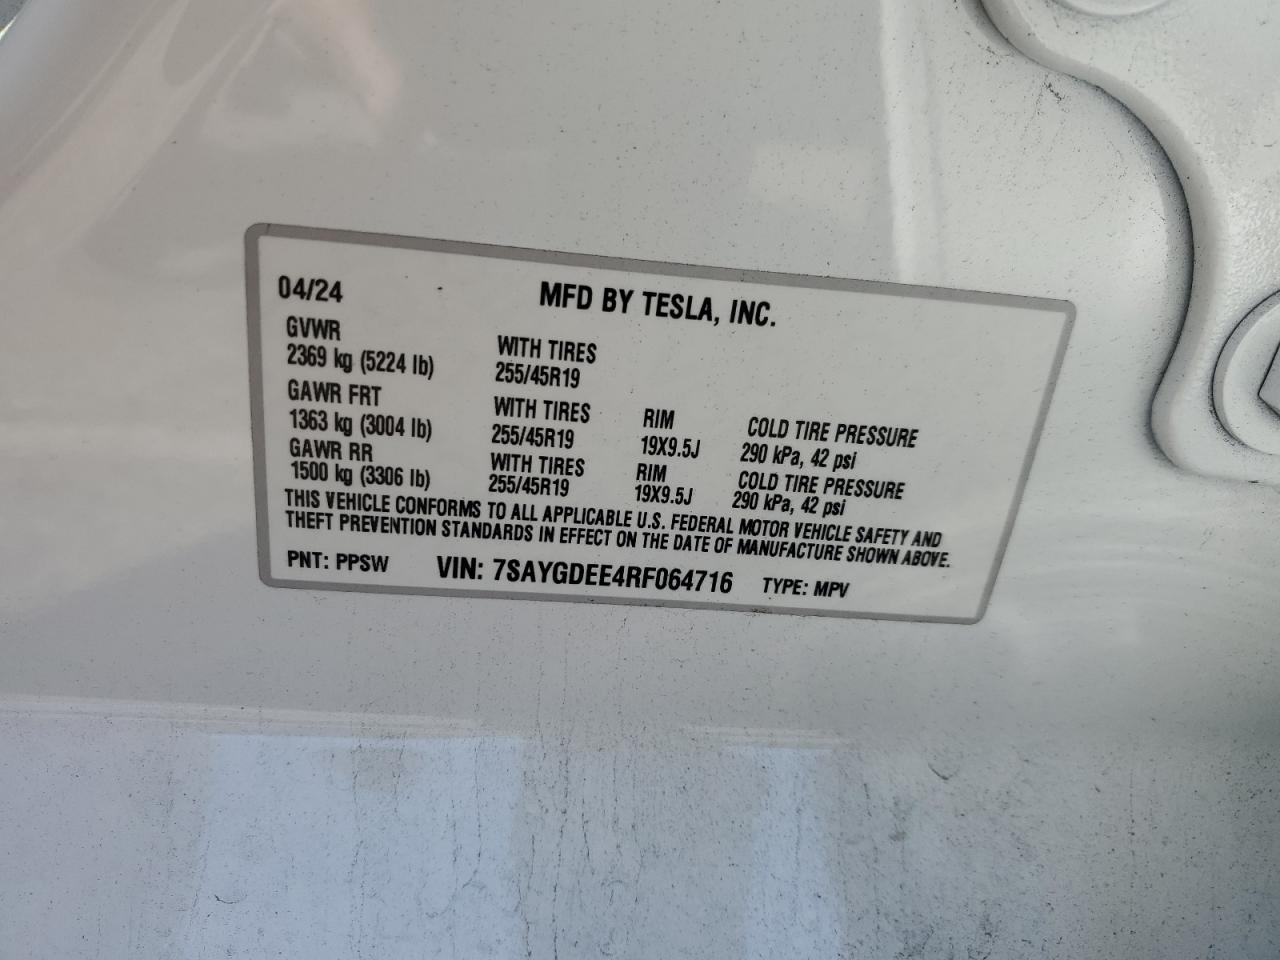 04/24 MFD BY TESLA, INC.
GVWR WITH TIRES
2369 kg (5224 lb) 255/45R19
GAWR FRT WITH TIRES RIM COLD TIRE PRESSURE
1363 kg (3004 lb) 255/45R19 19X9.5J 290 kPa, 42 psi
GAWR RR WITH TIRES RIM COLD TIRE PRESSURE
1500 kg (3306 lb) 255/45R19 19X9.5J 290 kPa, 42 psi
THIS VEHICLE CONFORMS TO ALL APPLICABLE U.S. FEDERAL MOTOR VEHICLE SAFETY AND
THEFT PREVENTION STANDARDS IN EFFECT ON THE DATE OF MANUFACTURE SHOWN ABOVE.
PNT: PPSW VIN: 7SAYGDEE4RF064716 TYPE: MPV